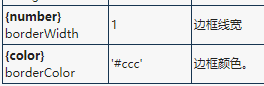 {number}
borderWidth
1
边框线宽
{color}
borderColor
'#ccc'
边框颜色。